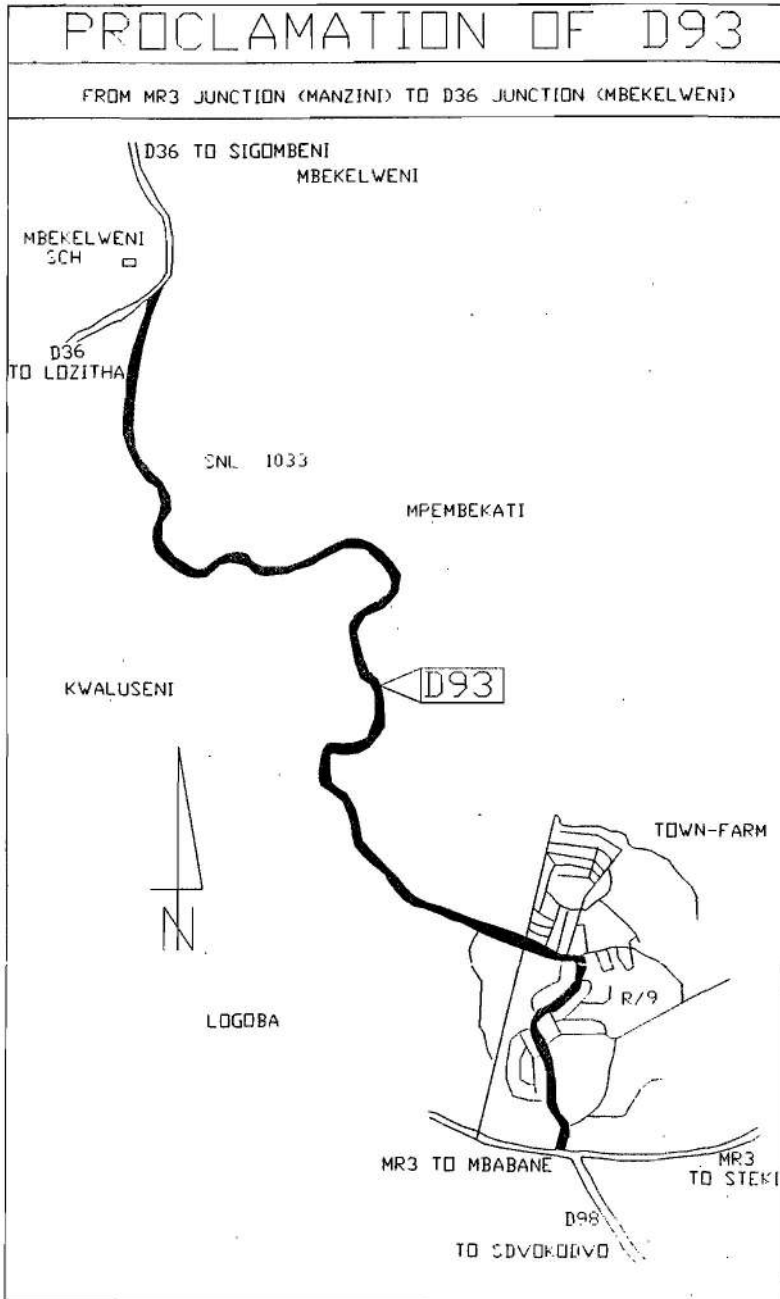 PROCLAMATION OF D93
FROM MR3 JUNCTION (MANZINI) TO D36 JUNCTION (MBEKELWENI)
D36 TO SIGOMBENI
MBEKELWENI
MBEKELWENI
SCH
D36
TO LOZITHA
SNL 1033
MPEMBEKATI
KWALUSENI
D93
TOWN-FARM
N
R/9
LOGOBA
MR3 TO MBABANE
MR3
TO STEKI
D98
TO SDVOKODVO